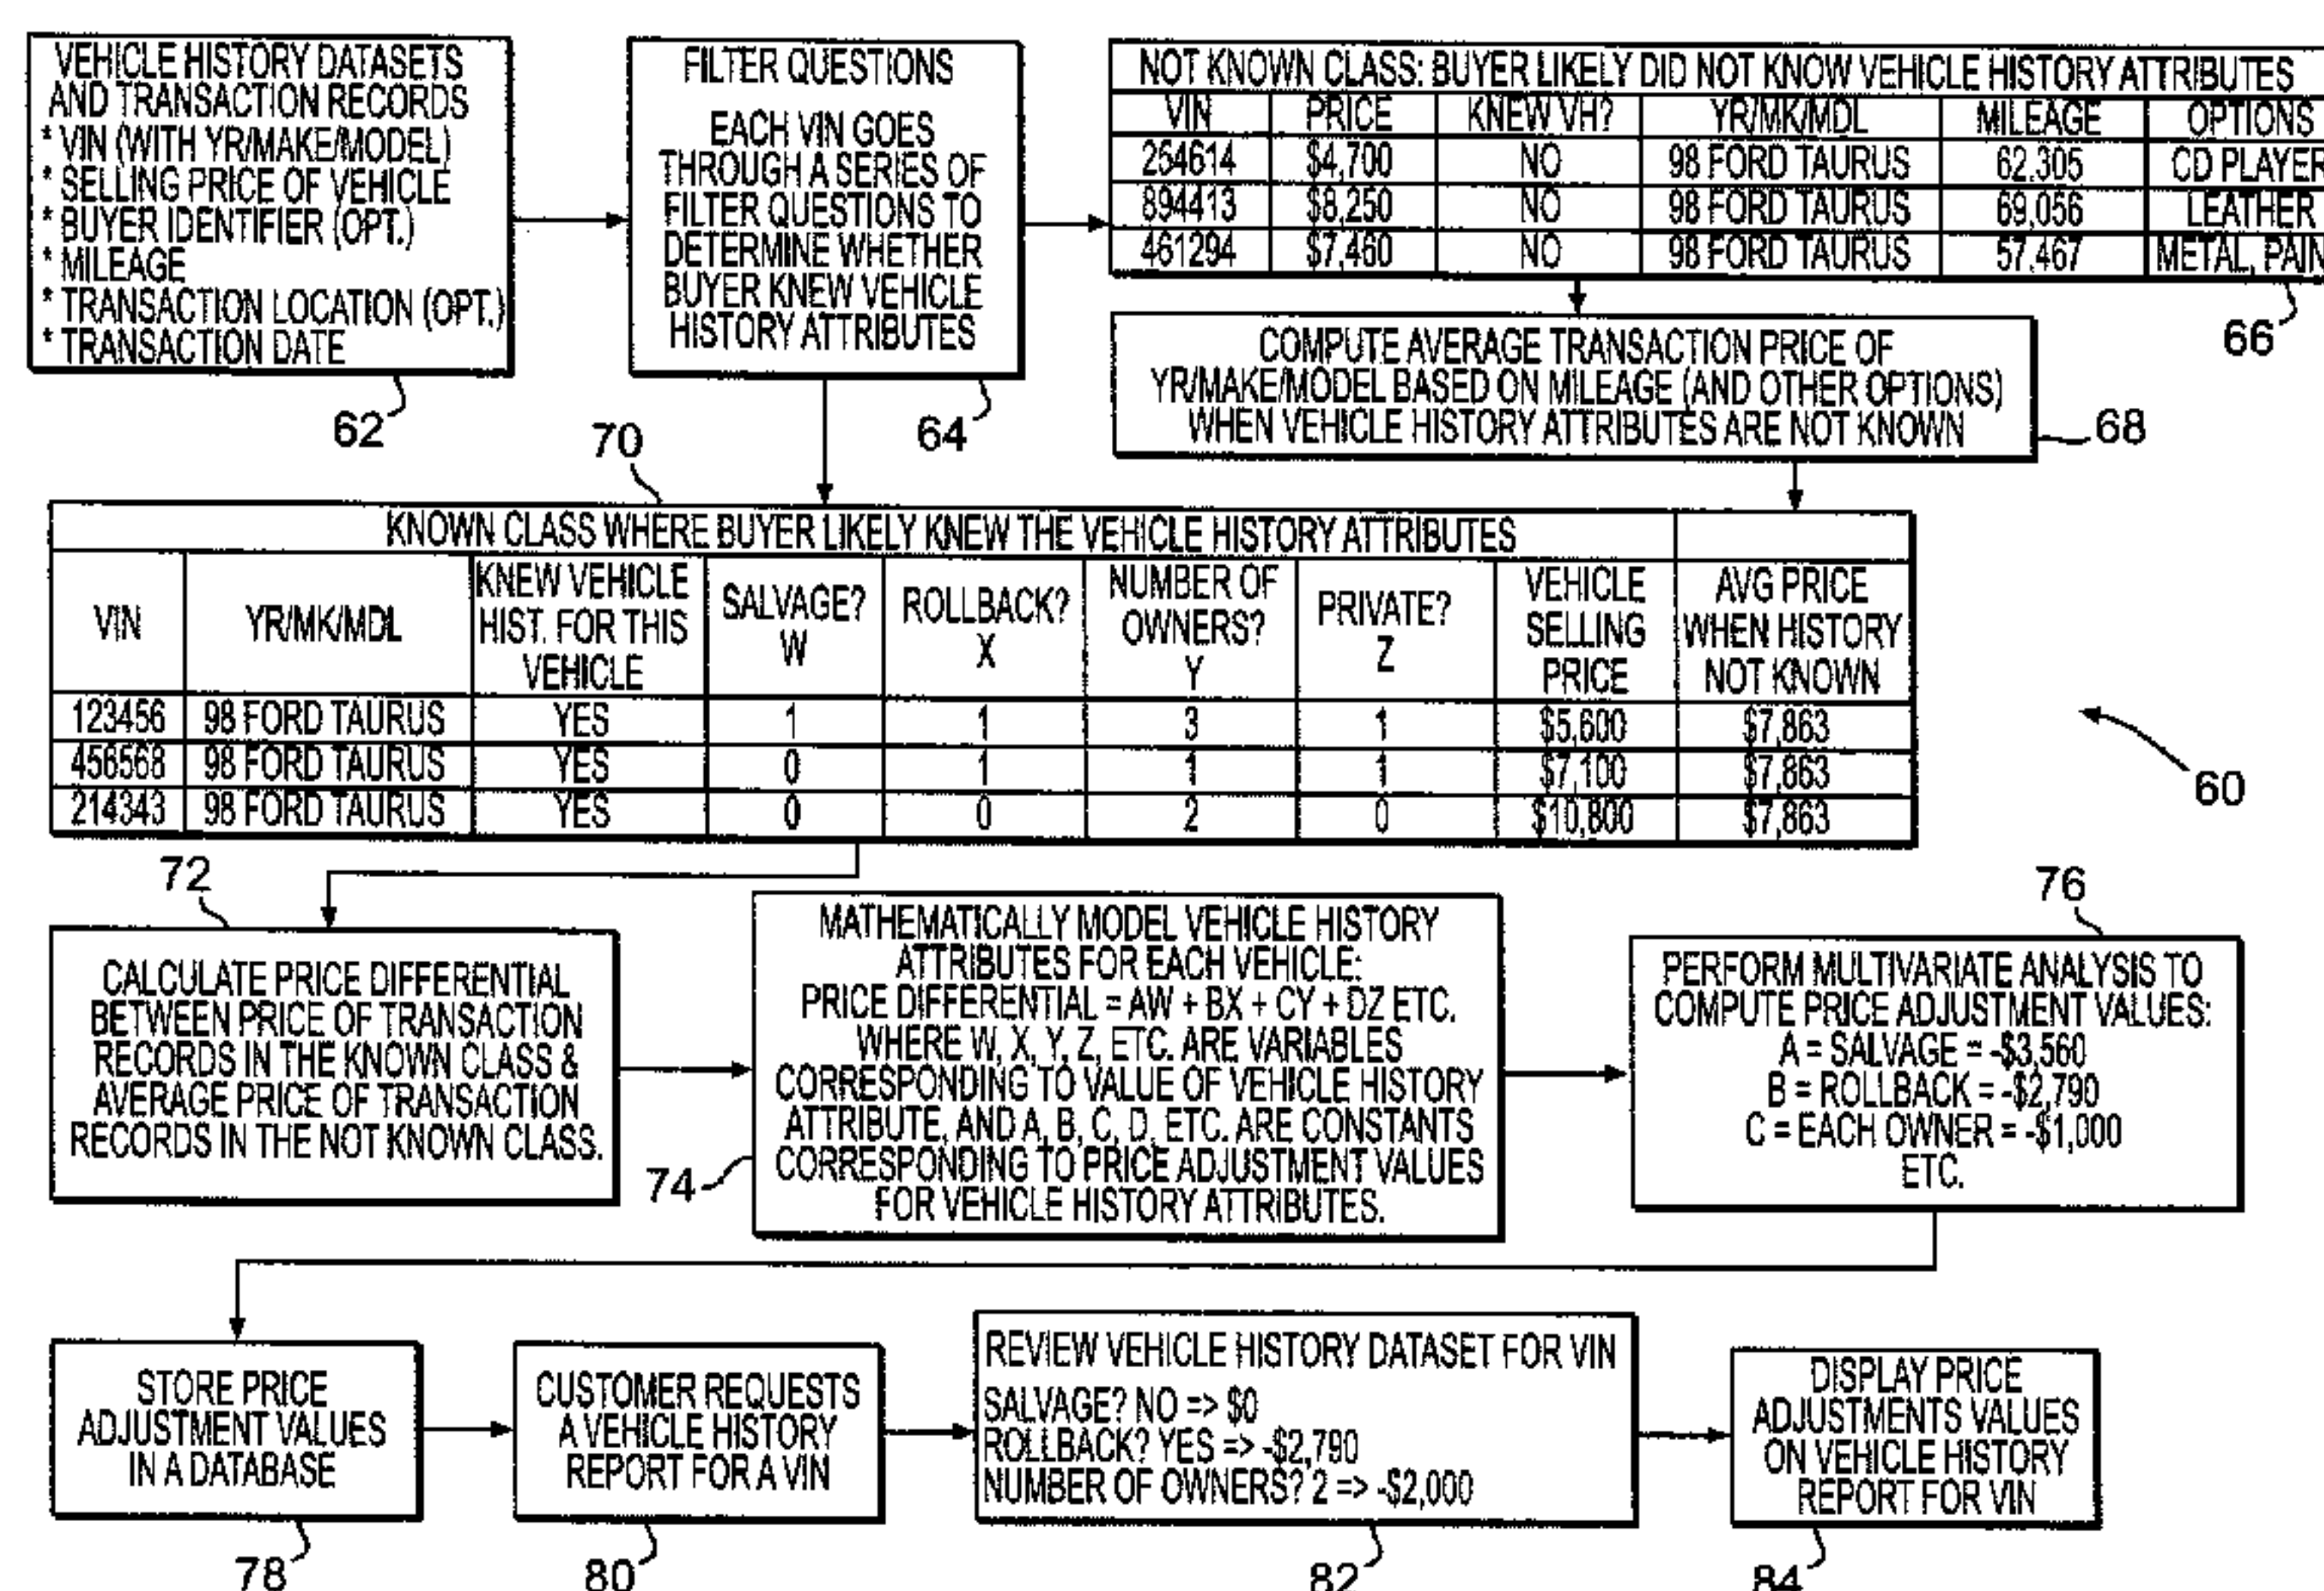 VEHICLE HISTORY DATASETS
AND TRANSACTION RECORDS
* VIN (WITH YR/MAKE/MODEL)
* SELLING PRICE OF VEHICLE
* BUYER IDENTIFIER (OPT.)
* MILEAGE
* TRANSACTION LOCATION (OPT.)
* TRANSACTION DATE
62
FILTER QUESTIONS
EACH VIN GOES
THROUGH A SERIES OF
FILTER QUESTIONS TO
DETERMINE WHETHER
BUYER KNEW VEHICLE
HISTORY ATTRIBUTES
64
NOT KNOWN CLASS: BUYER LIKELY DID NOT KNOW VEHICLE HISTORY ATTRIBUTES
VIN PRICE KNEW VH? YR/MK/MDL MILEAGE OPTIONS
254614 $4,700 NO 98 FORD TAURUS 62,305 CD PLAYER
894413 $8,250 NO 98 FORD TAURUS 69,056 LEATHER
461294 $7,460 NO 98 FORD TAURUS 57,467 METAL, PAIN
66
COMPUTE AVERAGE TRANSACTION PRICE OF
YR/MAKE/MODEL BASED ON MILEAGE (AND OTHER OPTIONS)
WHEN VEHICLE HISTORY ATTRIBUTES ARE NOT KNOWN
68
70
KNOWN CLASS WHERE BUYER LIKELY KNEW THE VEHICLE HISTORY ATTRIBUTES
VIN YR/MK/MDL KNEW VEHICLE HIST. FOR THIS VEHICLE SALVAGE? W ROLLBACK? X NUMBER OF OWNERS? Y PRIVATE? Z VEHICLE SELLING PRICE AVG PRICE WHEN HISTORY NOT KNOWN
123456 98 FORD TAURUS YES 1 1 3 1 $5,600 $7,863
456568 98 FORD TAURUS YES 0 1 1 1 $7,100 $7,863
214343 98 FORD TAURUS YES 0 0 2 0 $10,800 $7,863
60
72
CALCULATE PRICE DIFFERENTIAL
BETWEEN PRICE OF TRANSACTION
RECORDS IN THE KNOWN CLASS &
AVERAGE PRICE OF TRANSACTION
RECORDS IN THE NOT KNOWN CLASS.
MATHEMATICALLY MODEL VEHICLE HISTORY
ATTRIBUTES FOR EACH VEHICLE:
PRICE DIFFERENTIAL = AW + BX + CY + DZ ETC.
WHERE W, X, Y, Z, ETC. ARE VARIABLES
CORRESPONDING TO VALUE OF VEHICLE HISTORY
ATTRIBUTE, AND A, B, C, D, ETC. ARE CONSTANTS
CORRESPONDING TO PRICE ADJUSTMENT VALUES
FOR VEHICLE HISTORY ATTRIBUTES.
74
76
PERFORM MULTIVARIATE ANALYSIS TO
COMPUTE PRICE ADJUSTMENT VALUES:
A = SALVAGE = -$3,560
B = ROLLBACK = -$2,790
C = EACH OWNER = -$1,000
ETC.
STORE PRICE
ADJUSTMENT VALUES
IN A DATABASE
78
CUSTOMER REQUESTS
A VEHICLE HISTORY
REPORT FOR A VIN
80
REVIEW VEHICLE HISTORY DATASET FOR VIN
SALVAGE? NO => $0
ROLLBACK? YES => -$2,790
NUMBER OF OWNERS? 2 => -$2,000
82
DISPLAY PRICE
ADJUSTMENTS VALUES
ON VEHICLE HISTORY
REPORT FOR VIN
84